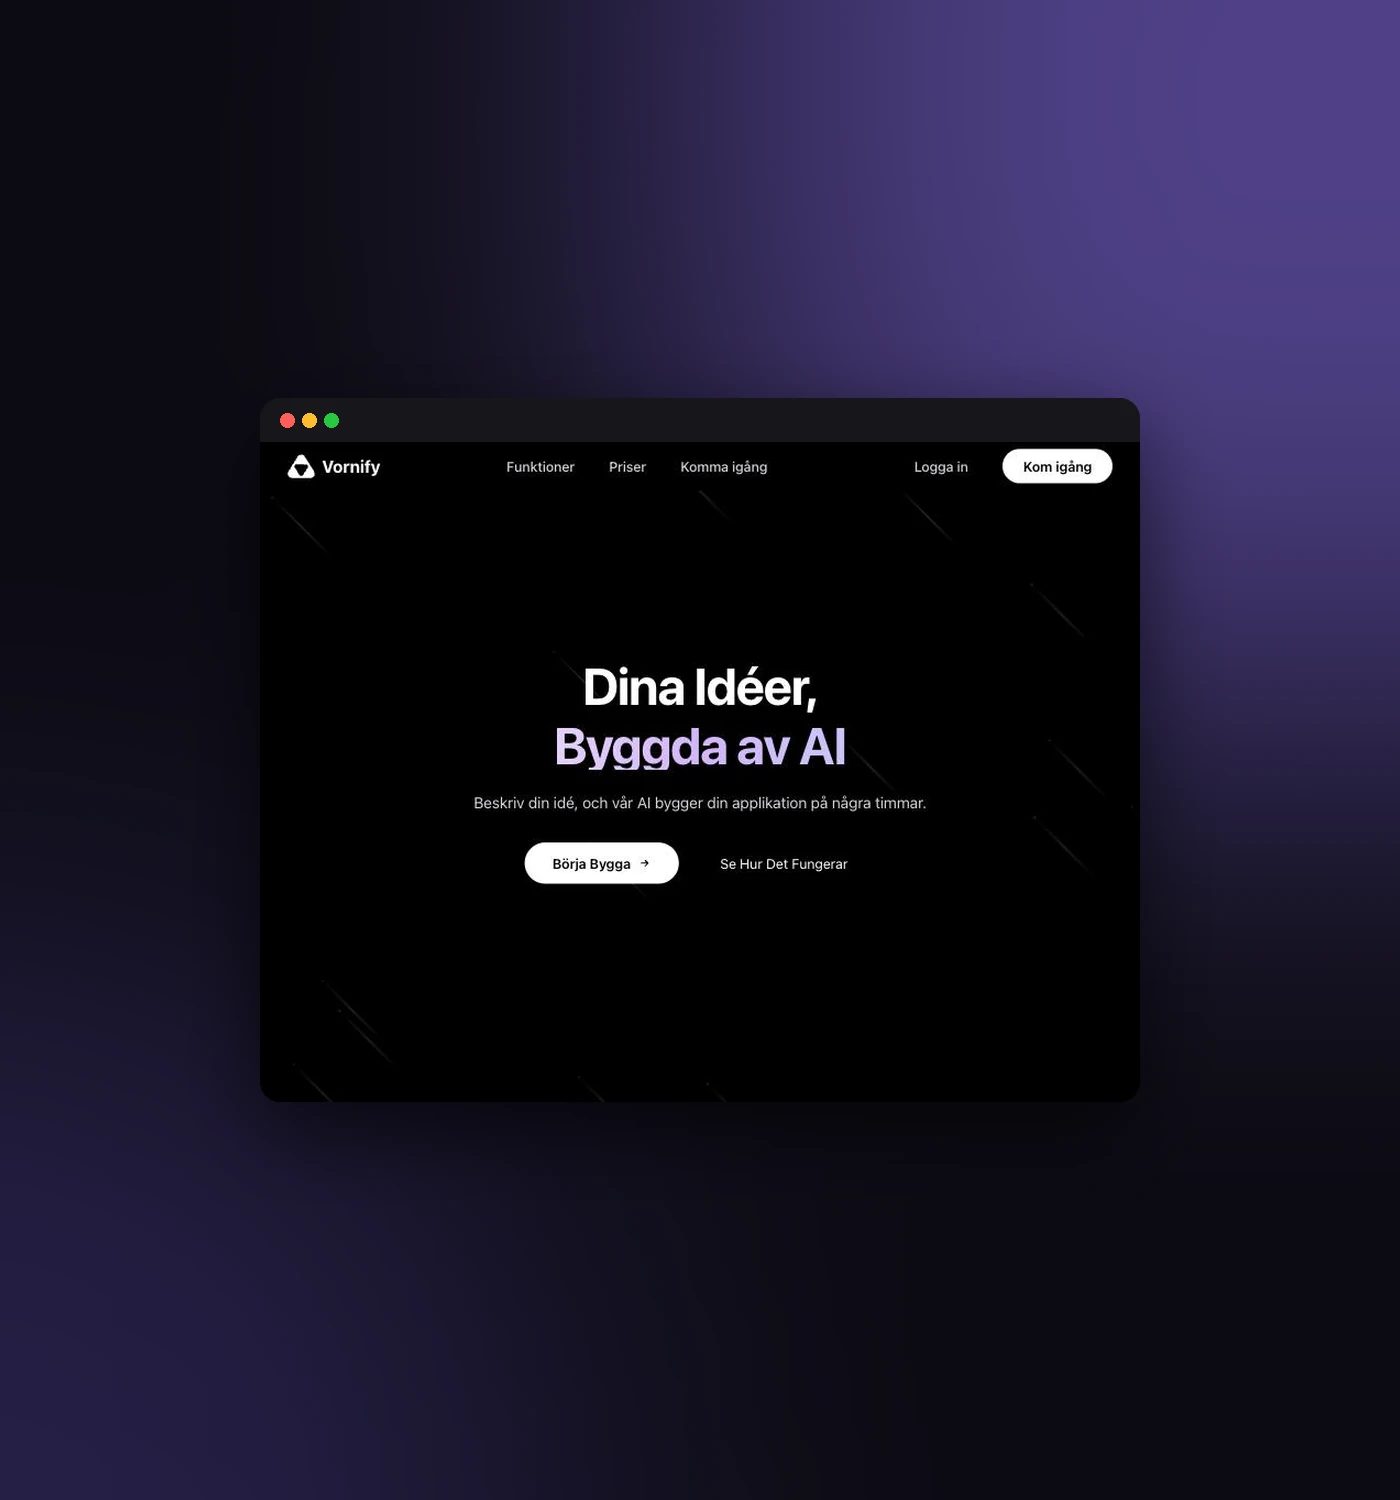 Vornify
Funktioner
Priser
Komma igång
Logga in
Kom igång
Dina Idéer,
Byggda av AI
Beskriv din idé, och vår AI bygger din applikation på några timmar.
Börja Bygga →
Se Hur Det Fungerar